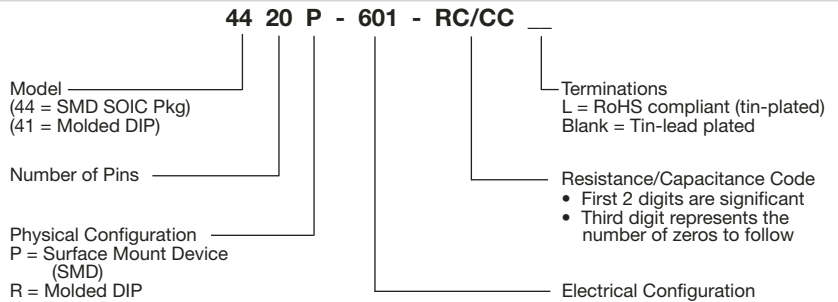 44 20 P - 601 - RC/CC __
Model
(44 = SMD SOIC Pkg)
(41 = Molded DIP)
Number of Pins
Physical Configuration
P = Surface Mount Device
(SMD)
R = Molded DIP
Terminations
L = RoHS compliant (tin-plated)
Blank = Tin-lead plated
Resistance/Capacitance Code
• First 2 digits are significant
• Third digit represents the
number of zeros to follow
Electrical Configuration